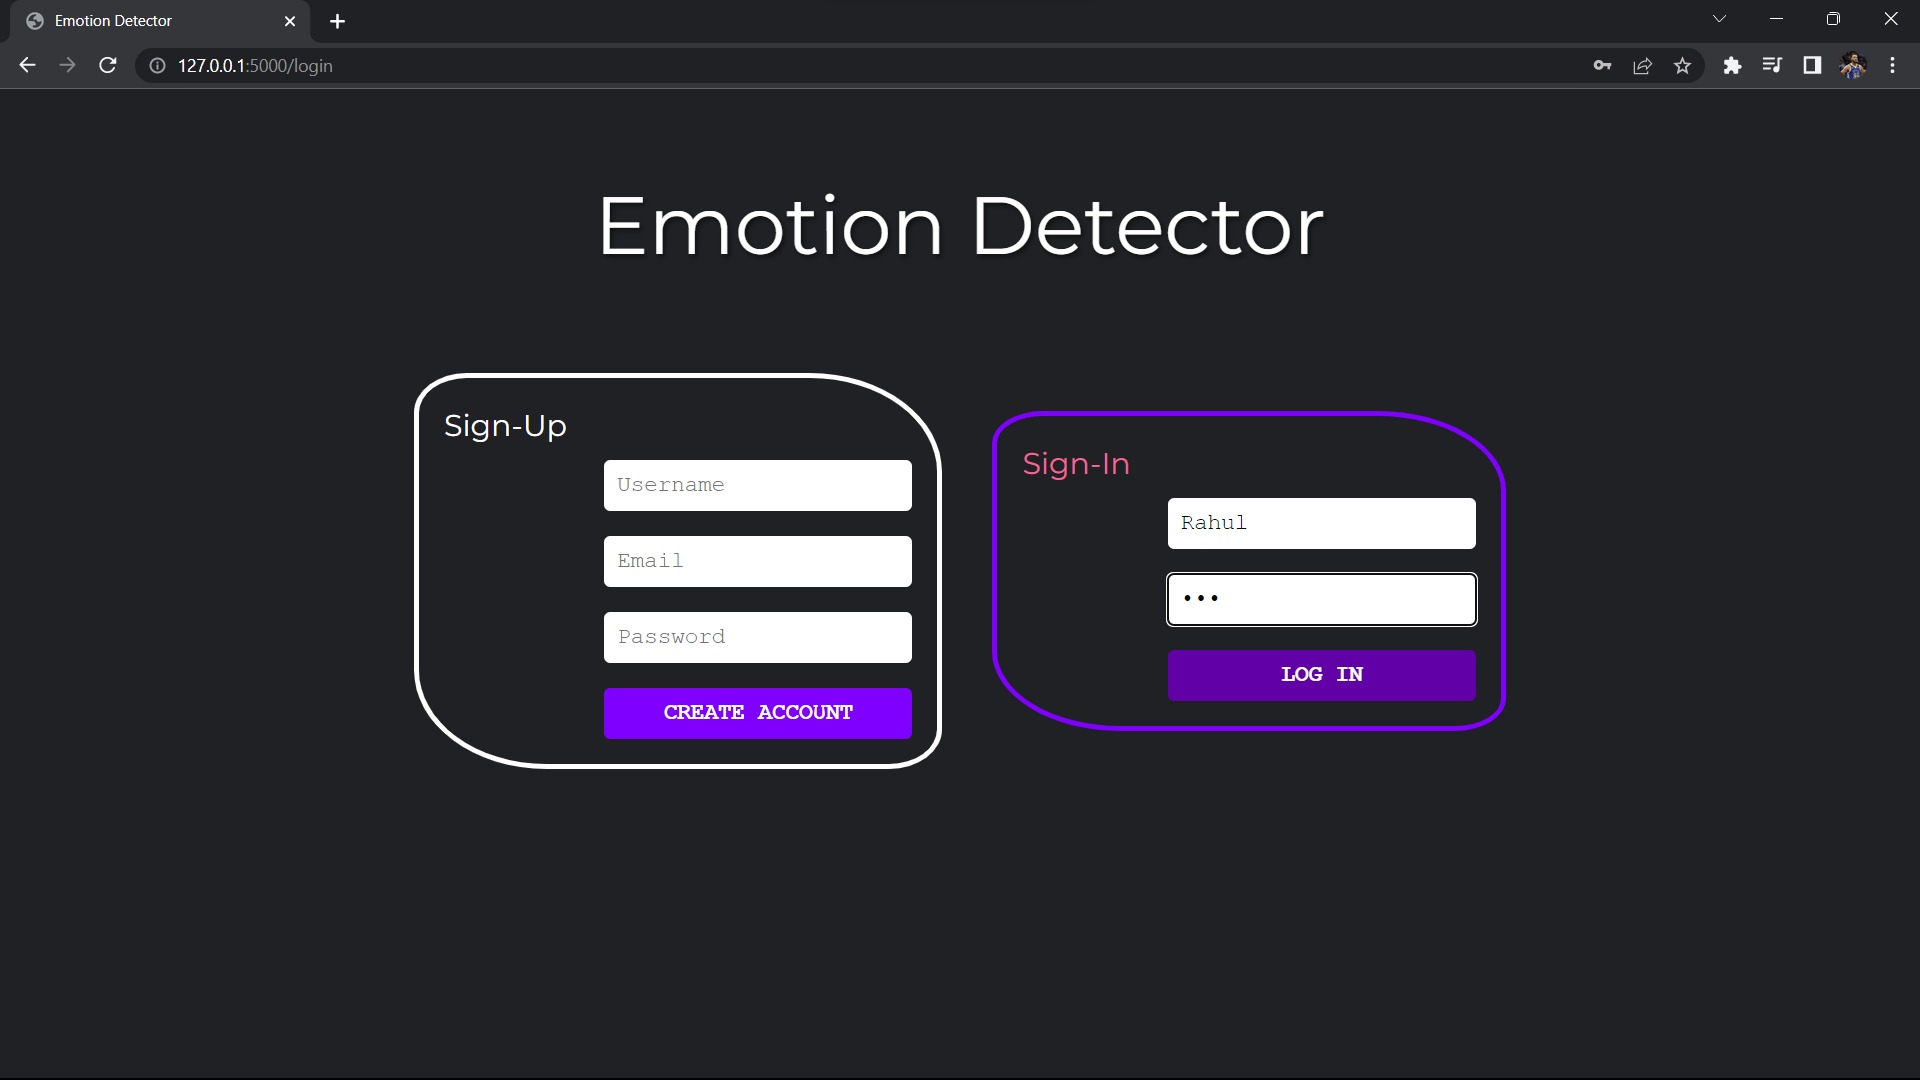 Emotion Detector
127.0.0.1:5000/login
Emotion Detector
Sign-Up
Username
Email
Password
CREATE ACCOUNT
Sign-In
Rahul
•••
LOG IN